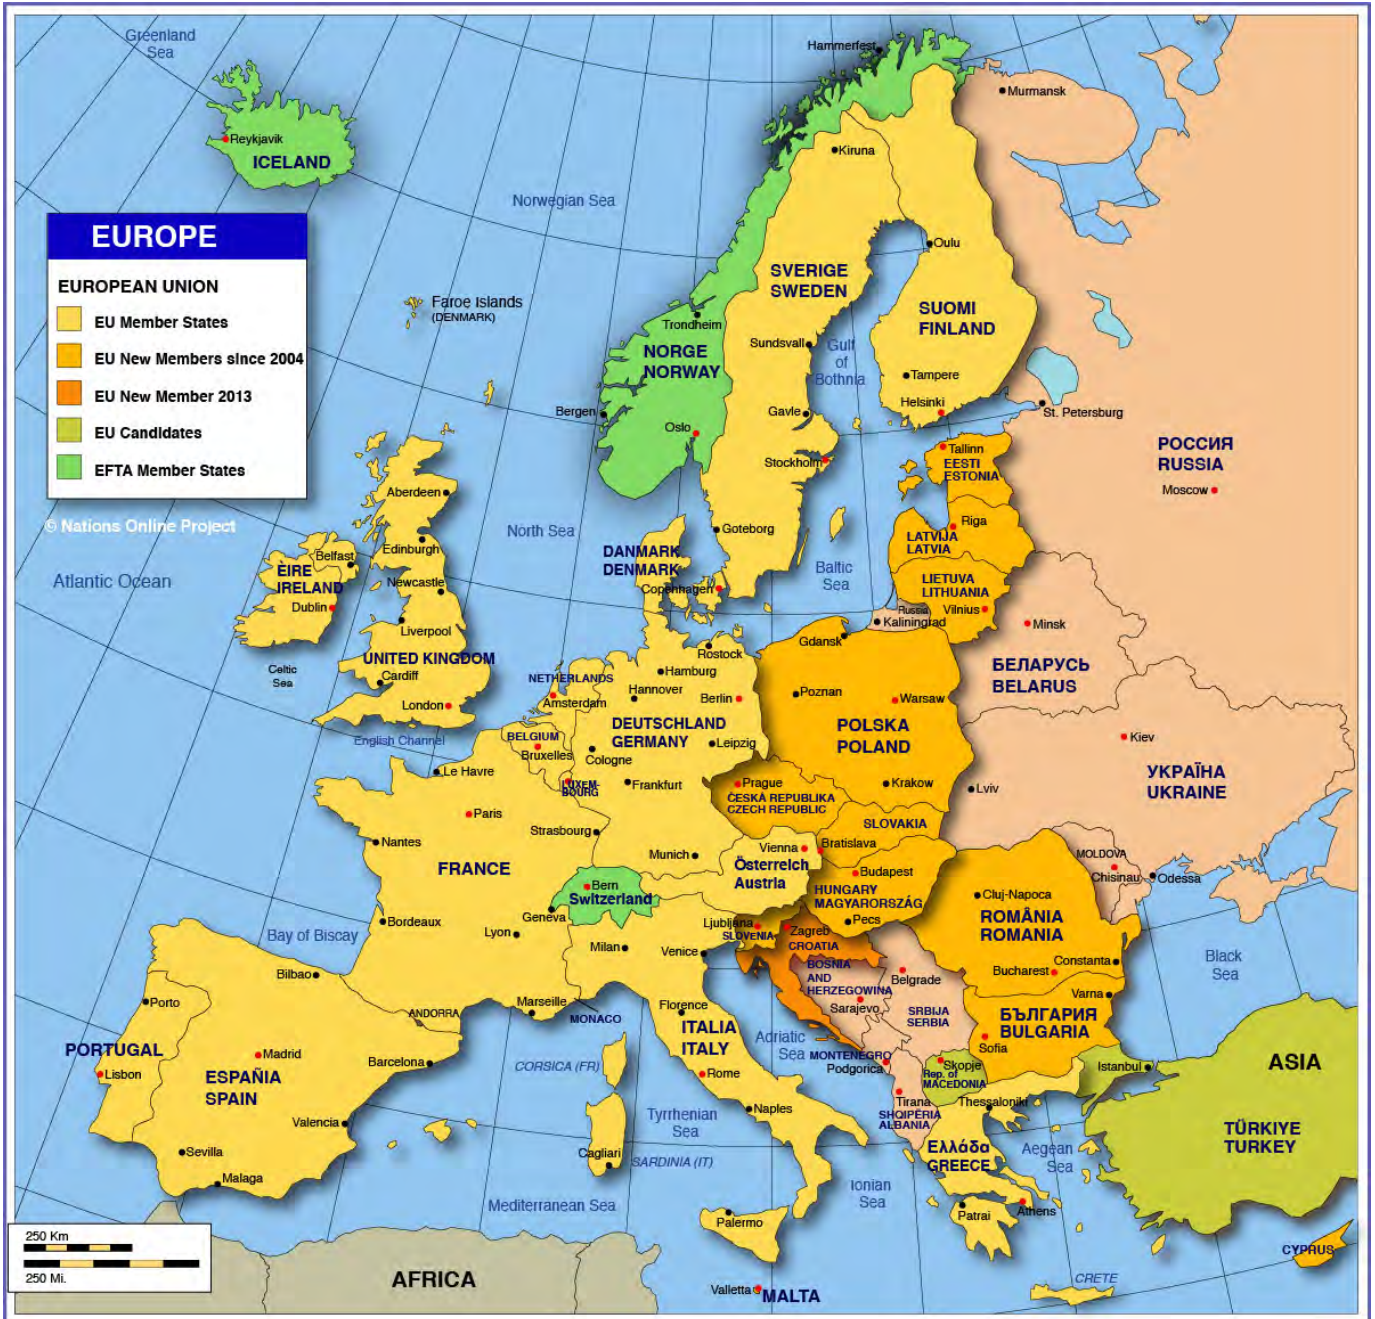 Greenland
Sea
Hammerfest
Murmansk
Reykjavik
ICELAND
Kiruna
Norwegian Sea
EUROPE
EUROPEAN UNION
EU Member States
EU New Members since 2004
EU New Member 2013
EU Candidates
EFTA Member States
© Nations Online Project
Oulu
SVERIGE
SWEDEN
SUOMI
FINLAND
Faroe Islands
(DENMARK)
Trondheim
NORGE
NORWAY
Sundsvall
Gulf
of
Bothnia
Tampere
Helsinki
St. Petersburg
Bergen
Oslo
Gavle
Stockholm
РОССИЯ
RUSSIA
Moscow
Tallinn
EESTI
ESTONIA
Aberdeen
North Sea
Goteborg
Riga
LATVIJA
LATVIA
Edinburgh
Belfast
ÈIRE
IRELAND
Dublin
Newcastle
Atlantic Ocean
DANMARK
DENMARK
Copenhagen
Baltic
Sea
LIETUVA
LITHUANIA
Vilnius
Russia
Kaliningrad
Minsk
БЕЛАРУСЬ
BELARUS
Liverpool
UNITED KINGDOM
Cardiff
London
Celtic
Sea
English Channel
Gdansk
Rostock
Hamburg
NETHERLANDS
Amsterdam
Hannover
Berlin
Poznan
Warsaw
POLSKA
POLAND
DEUTSCHLAND
GERMANY
Leipzig
BELGIUM
Bruxelles
Cologne
Kiev
УКРАЇНА
UKRAINE
Lviv
Le Havre
LUXEM-
BOURG
Frankfurt
Prague
ČESKÁ REPUBLIKA
CZECH REPUBLIC
Krakow
SLOVAKIA
Paris
Strasbourg
Nantes
FRANCE
Munich
Vienna
Österreich
Austria
Bratislava
Budapest
HUNGARY
MAGYARORSZÁG
Pecs
MOLDOVA
Chisinau
Odessa
Cluj-Napoca
ROMÂNIA
ROMANIA
Bucharest
Constanta
Bern
Switzerland
Geneva
Bordeaux
Lyon
Bay of Biscay
Milan
Venice
Ljubljana
SLOVENIA
Zagreb
CROATIA
BOSNIA
AND
HERZEGOWINA
Sarajevo
Belgrade
SRBIJA
SERBIA
Black
Sea
Varna
БЪЛГАРИЯ
BULGARIA
Sofia
Bilbao
Porto
Marseille
ANDORRA
MONACO
Florence
ITALIA
ITALY
Adriatic
Sea
MONTENEGRO
Podgorica
Skopje
Rep. of
MACEDONIA
Istanbul
ASIA
PORTUGAL
Lisbon
Madrid
ESPAÑIA
SPAIN
Barcelona
CORSICA (FR)
Rome
Tirana
SHQIPËRIA
ALBANIA
Thessaloniki
Valencia
Tyrrhenian
Sea
Naples
Ελλάδα
GREECE
Aegean
Sea
TÜRKIYE
TURKEY
Sevilla
Malaga
Cagliari
SARDINIA (IT)
Mediterranean Sea
Ionian
Sea
Palermo
Patrai
Athens
250 Km
250 Mi.
AFRICA
Valletta
MALTA
CRETE
CYPRUS